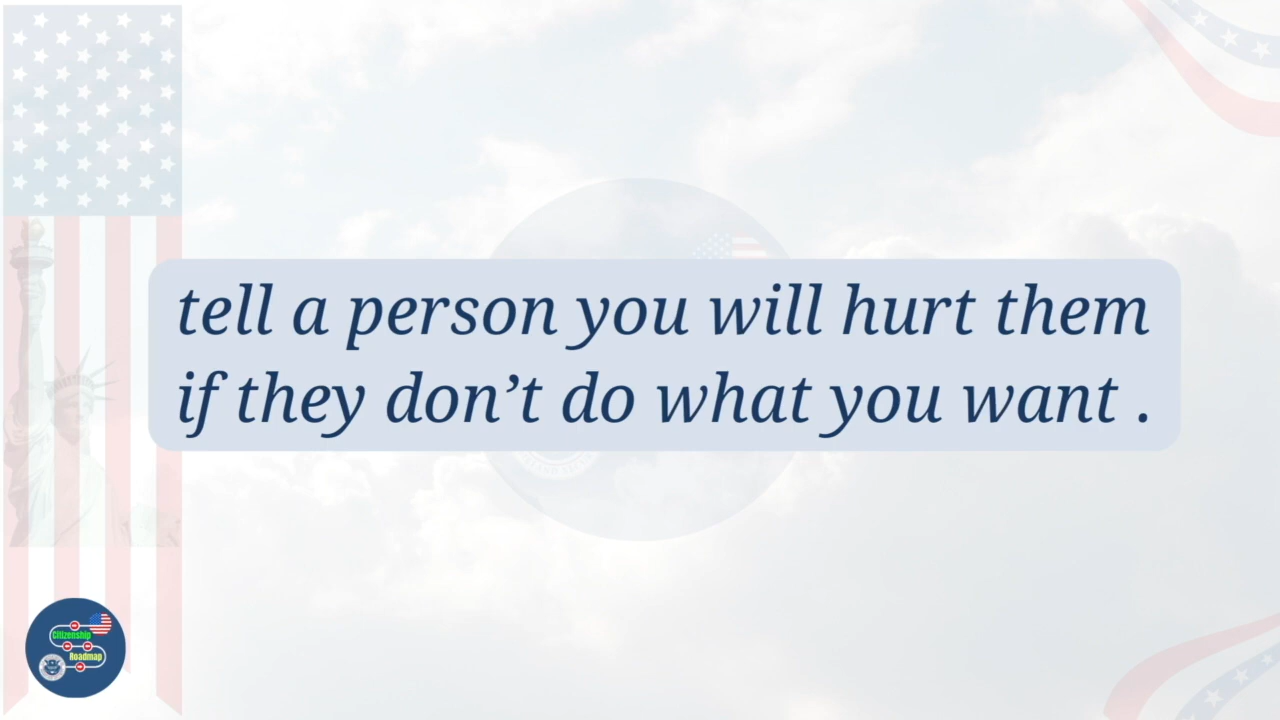 tell a person you will hurt them
if they don’t do what you want .
Citizenship
Roadmap